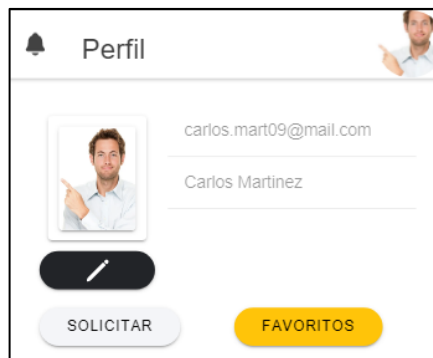 Perfil
carlos.mart09@mail.com
Carlos Martinez
SOLICITAR
FAVORITOS